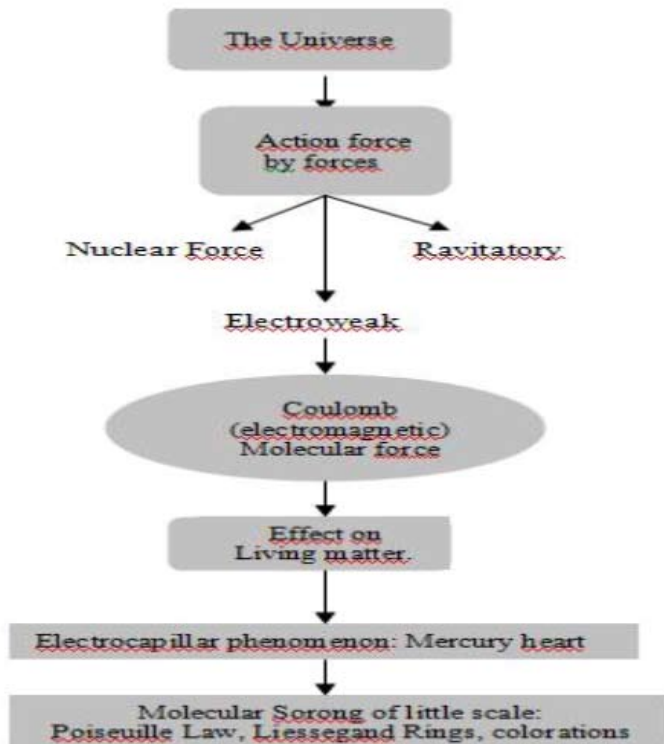 The Universe
Action force
by forces
Nuclear Force
Ravitatory
Electroweak
Coulomb
(electromagnetic)
Molecular force
Effect on
Living matter.
Electrocapillar phenomenon: Mercury heart
Molecular Sorong of little scale:
Poiseuille Law, Liessegand Rings, colorations